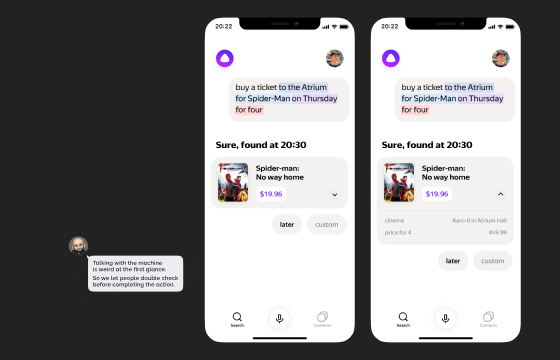 20:22
buy a ticket to the Atrium
for Spider-Man on Thursday
for four
Sure, found at 20:30
Spider-man:
No way home
$19.96
later
custom
Search
Contours
20:22
buy a ticket to the Atrium
for Spider-Man on Thursday
for four
Sure, found at 20:30
Spider-man:
No way home
$19.96
cinema
Karo-8 in Atrium Hall
price for 4
4×9.99
later
custom
Search
Talking with the machine
is weird at the first glance.
So we let people double check
before completing the action.